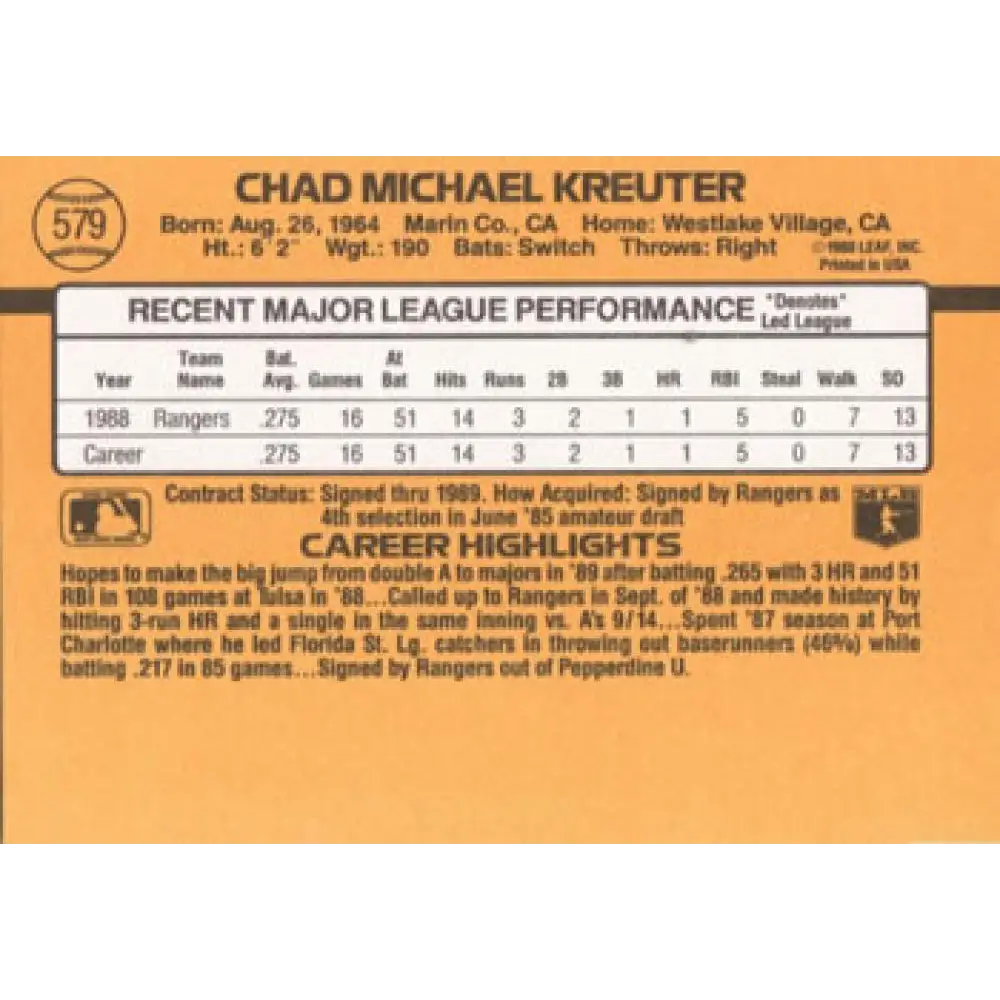 579
CHAD MICHAEL KREUTER
Born: Aug. 26, 1964 Marin Co., CA Home: Westlake Village, CA
Ht.: 6'2" Wgt.: 190 Bats: Switch Throws: Right © 1988 LEAF, INC.
Printed in USA
RECENT MAJOR LEAGUE PERFORMANCE "Denotes"
Led League
Year Team Name Bat. Avg. Games At Bat Hits Runs 2B 3B HR RBI Steal Walk SO
1988 Rangers .275 16 51 14 3 2 1 1 5 0 7 13
Career .275 16 51 14 3 2 1 1 5 0 7 13
Contract Status: Signed thru 1989. How Acquired: Signed by Rangers as
4th selection in June '85 amateur draft
CAREER HIGHLIGHTS
Hopes to make the big jump from double A to majors in '89 after batting .265 with 3 HR and 51
RBI in 108 games at Tulsa in '88...Called up to Rangers in Sept. of '88 and made history by
hitting 3-run HR and a single in the same inning vs. A's 9/14...Spent '87 season at Port
Charlotte where he led Florida St. Lg. catchers in throwing out baserunners (46%) while
batting .217 in 85 games...Signed by Rangers out of Pepperdine U.